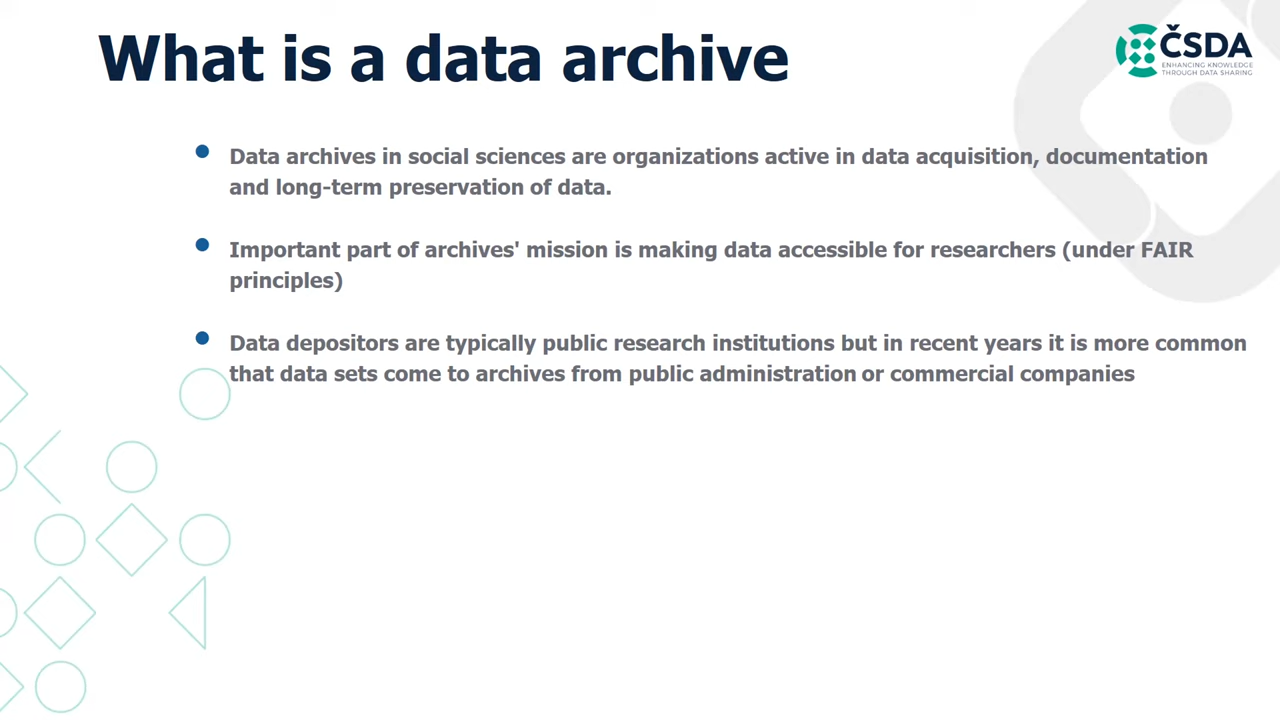 What is a data archive
ČSDA
ENHANCING KNOWLEDGE
THROUGH DATA SHARING
Data archives in social sciences are organizations active in data acquisition, documentation
and long-term preservation of data.
Important part of archives' mission is making data accessible for researchers (under FAIR
principles)
Data depositors are typically public research institutions but in recent years it is more common
that data sets come to archives from public administration or commercial companies